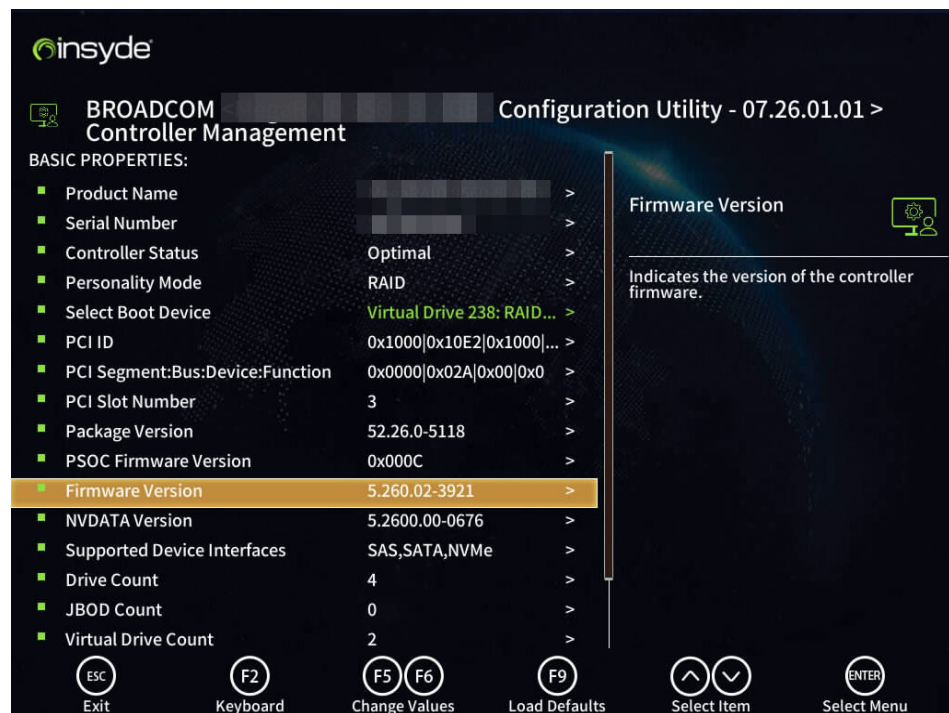 insyde
BROADCOM < Configuration Utility - 07.26.01.01 >
Controller Management
BASIC PROPERTIES:
Product Name >
Serial Number >
Controller Status Optimal >
Personality Mode RAID >
Select Boot Device Virtual Drive 238: RAID... >
PCI ID 0x1000|0x10E2|0x1000|... >
PCI Segment:Bus:Device:Function 0x0000|0x02A|0x00|0x0 >
PCI Slot Number 3 >
Package Version 52.26.0-5118 >
PSOC Firmware Version 0x000C >
Firmware Version 5.260.02-3921 >
NVDATA Version 5.2600.00-0676 >
Supported Device Interfaces SAS,SATA,NVMe >
Drive Count 4 >
JBOD Count 0 >
Virtual Drive Count 2 >
Firmware Version
Indicates the version of the controller
firmware.
ESC F2 F5 F6 F9 ENTER
Exit Keyboard Change Values Load Defaults Select Item Select Menu